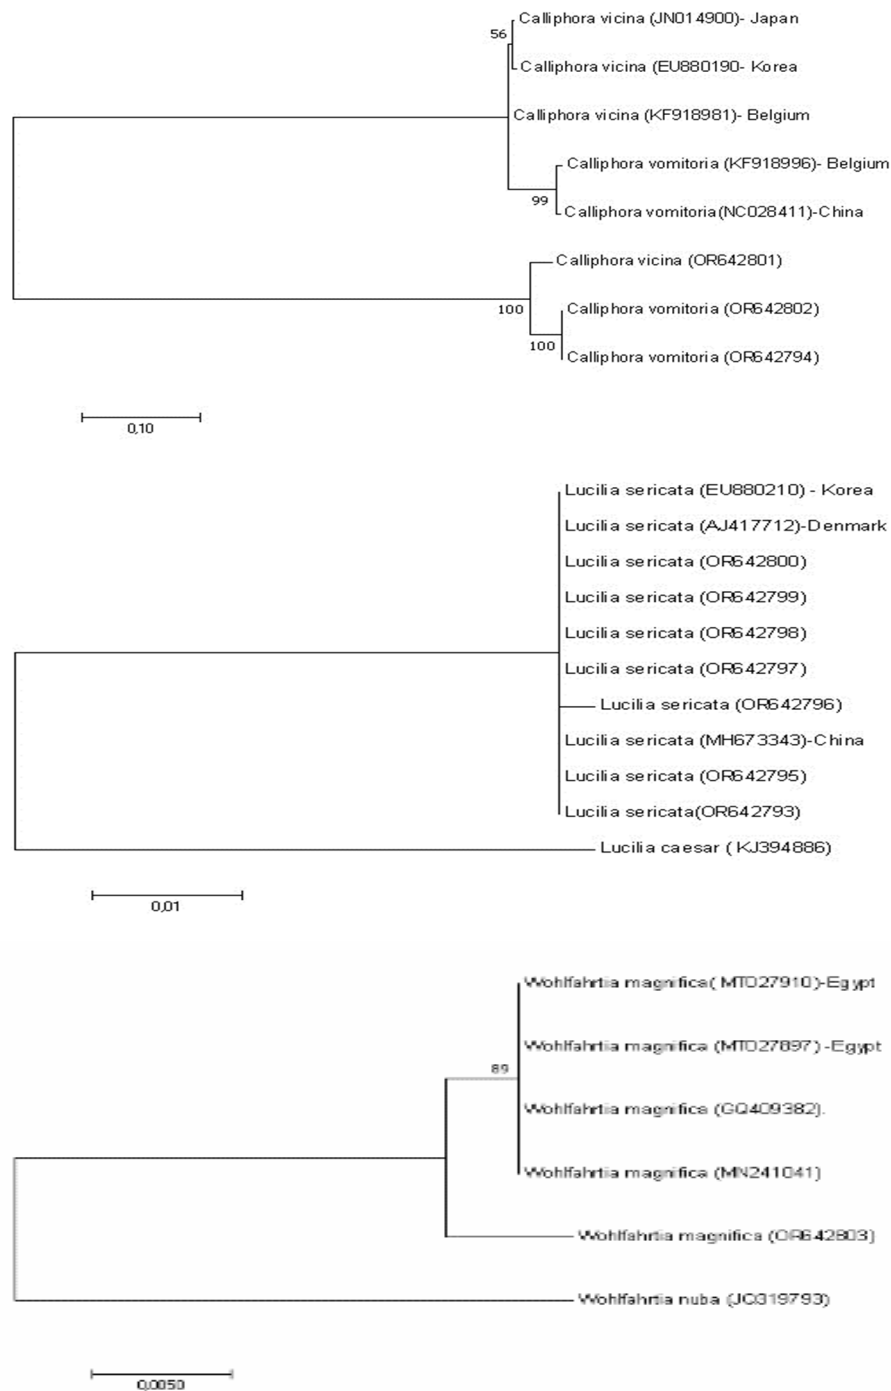 Calliphora vicina (JN014900)- Japan
56
Calliphora vicina (EU880190- Korea
Calliphora vicina (KF918981)- Belgium
Calliphora vomitoria (KF918996)- Belgium
99
Calliphora vomitoria(NC028411)-China
Calliphora vicina (OR642801)
100
Calliphora vomitoria (OR642802)
100
Calliphora vomitoria (OR642794)
0,10
Lucilia sericata (EU880210) - Korea
Lucilia sericata (AJ417712)-Denmark
Lucilia sericata (OR642800)
Lucilia sericata (OR642799)
Lucilia sericata (OR642798)
Lucilia sericata (OR642797)
Lucilia sericata (OR642796)
Lucilia sericata (MH673343)-China
Lucilia sericata (OR642795)
Lucilia sericata(OR642793)
Lucilia caesar ( KJ394886)
0,01
Wohlfahrtia magnifica( MT027910)-Egypt
Wohlfahrtia magnifica (MT027897) -Egypt
89
Wohlfahrtia magnifica (GQ409382).
Wohlfahrtia magnifica (MN241041)
Wohlfahrtia magnifica (OR642803)
Wohlfahrtia nuba (JQ319793)
0,0050